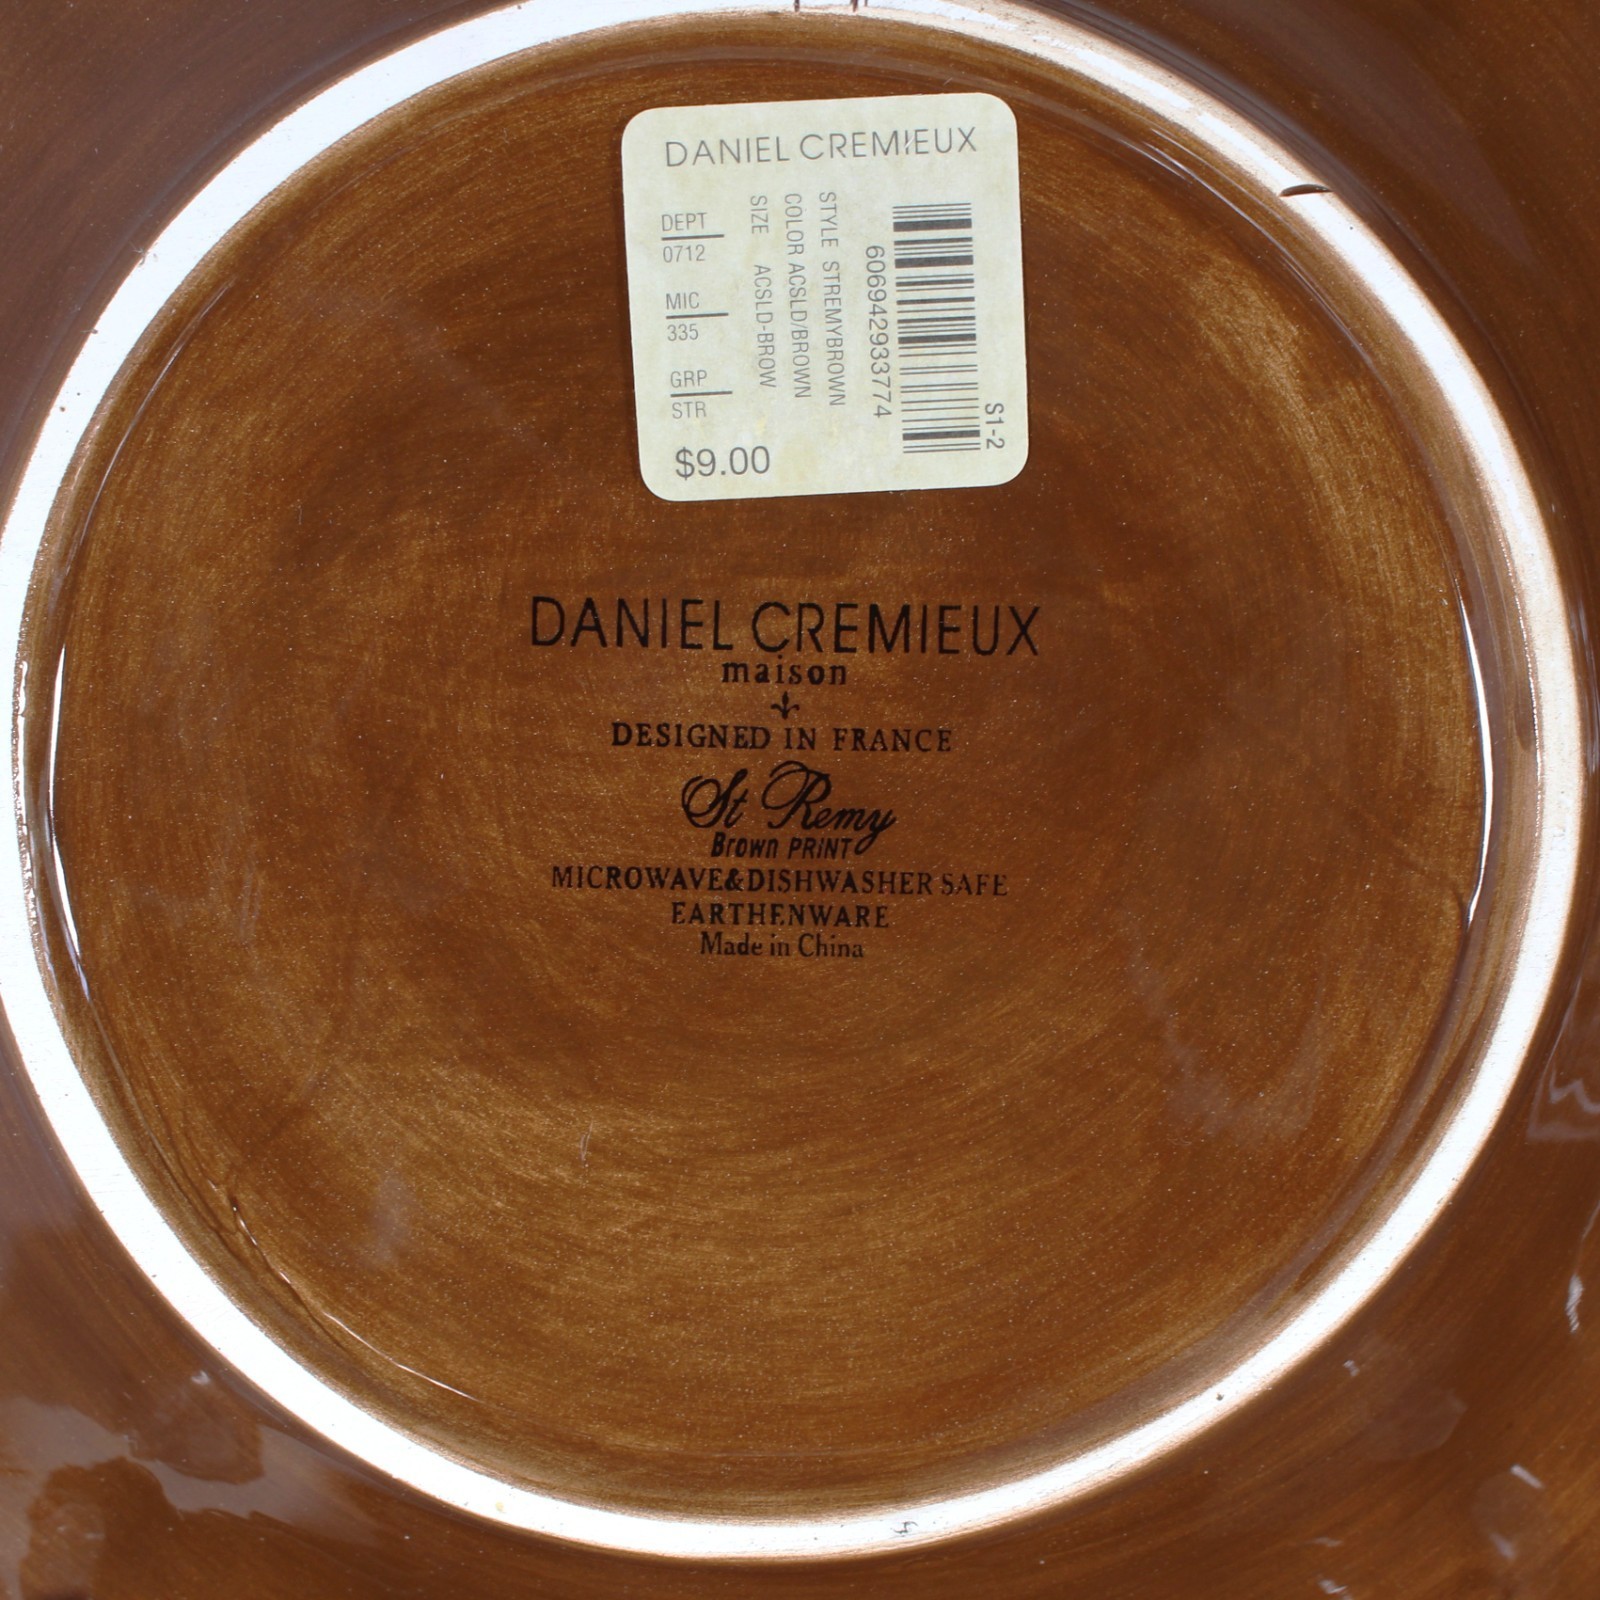 DANIEL CREMIEUX
DEPT
0712
MIC
335
GRP
STR
$9.00
SIZE ACSLD-BROW
COLOR ACSLD/BROWN
STYLE STREMYBROWN
606942933774
S1-2
DANIEL CREMIEUX
maison
DESIGNED IN FRANCE
St Remy
Brown PRINT
MICROWAVE&DISHWASHER SAFE
EARTHENWARE
Made in China